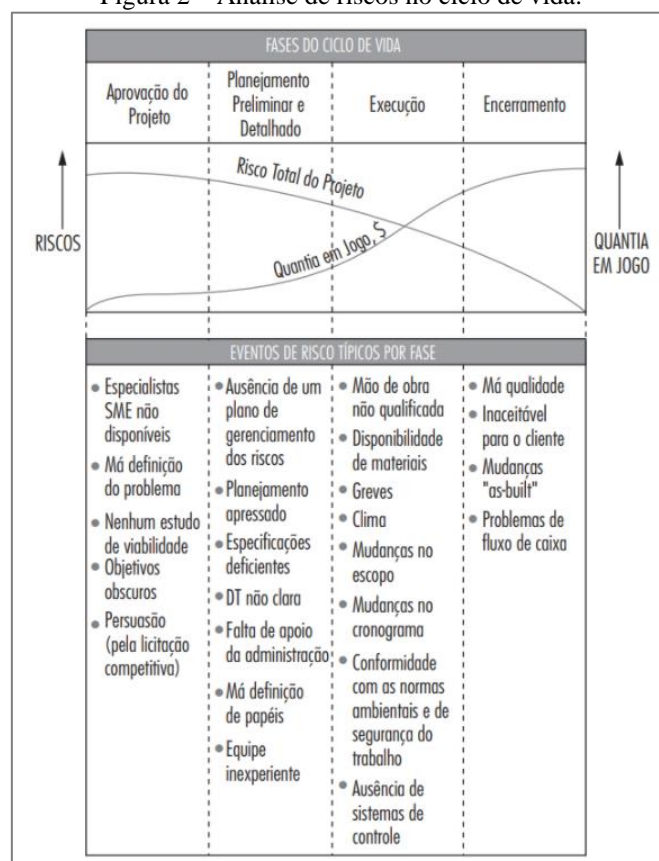 Figura 2 – Análise de riscos no ciclo de vida.
FASES DO CICLO DE VIDA
Aprovação do
Projeto
Planejamento
Preliminar e
Detalhado
Execução
Encerramento
RISCOS
Risco Total do Projeto
Quantia em Jogo, $
QUANTIA
EM JOGO
EVENTOS DE RISCO TÍPICOS POR FASE
• Especialistas
SME não
disponíveis
• Má definição
do problema
• Nenhum estudo
de viabilidade
• Objetivos
obscuros
• Persuasão
(pela licitação
competitiva)
• Ausência de um
plano de
gerenciamento
dos riscos
• Planejamento
apressado
• Especificações
deficientes
• DT não clara
• Falta de apoio
da administração
• Má definição
de papéis
• Equipe
inexperiente
• Mão de obra
não qualificada
• Disponibilidade
de materiais
• Greves
• Clima
• Mudanças no
escopo
• Mudanças no
cronograma
• Conformidade
com as normas
ambientais e de
segurança do
trabalho
• Ausência de
sistemas de
controle
• Má qualidade
• Inaceitável
para o cliente
• Mudanças
"as-built"
• Problemas de
fluxo de caixa